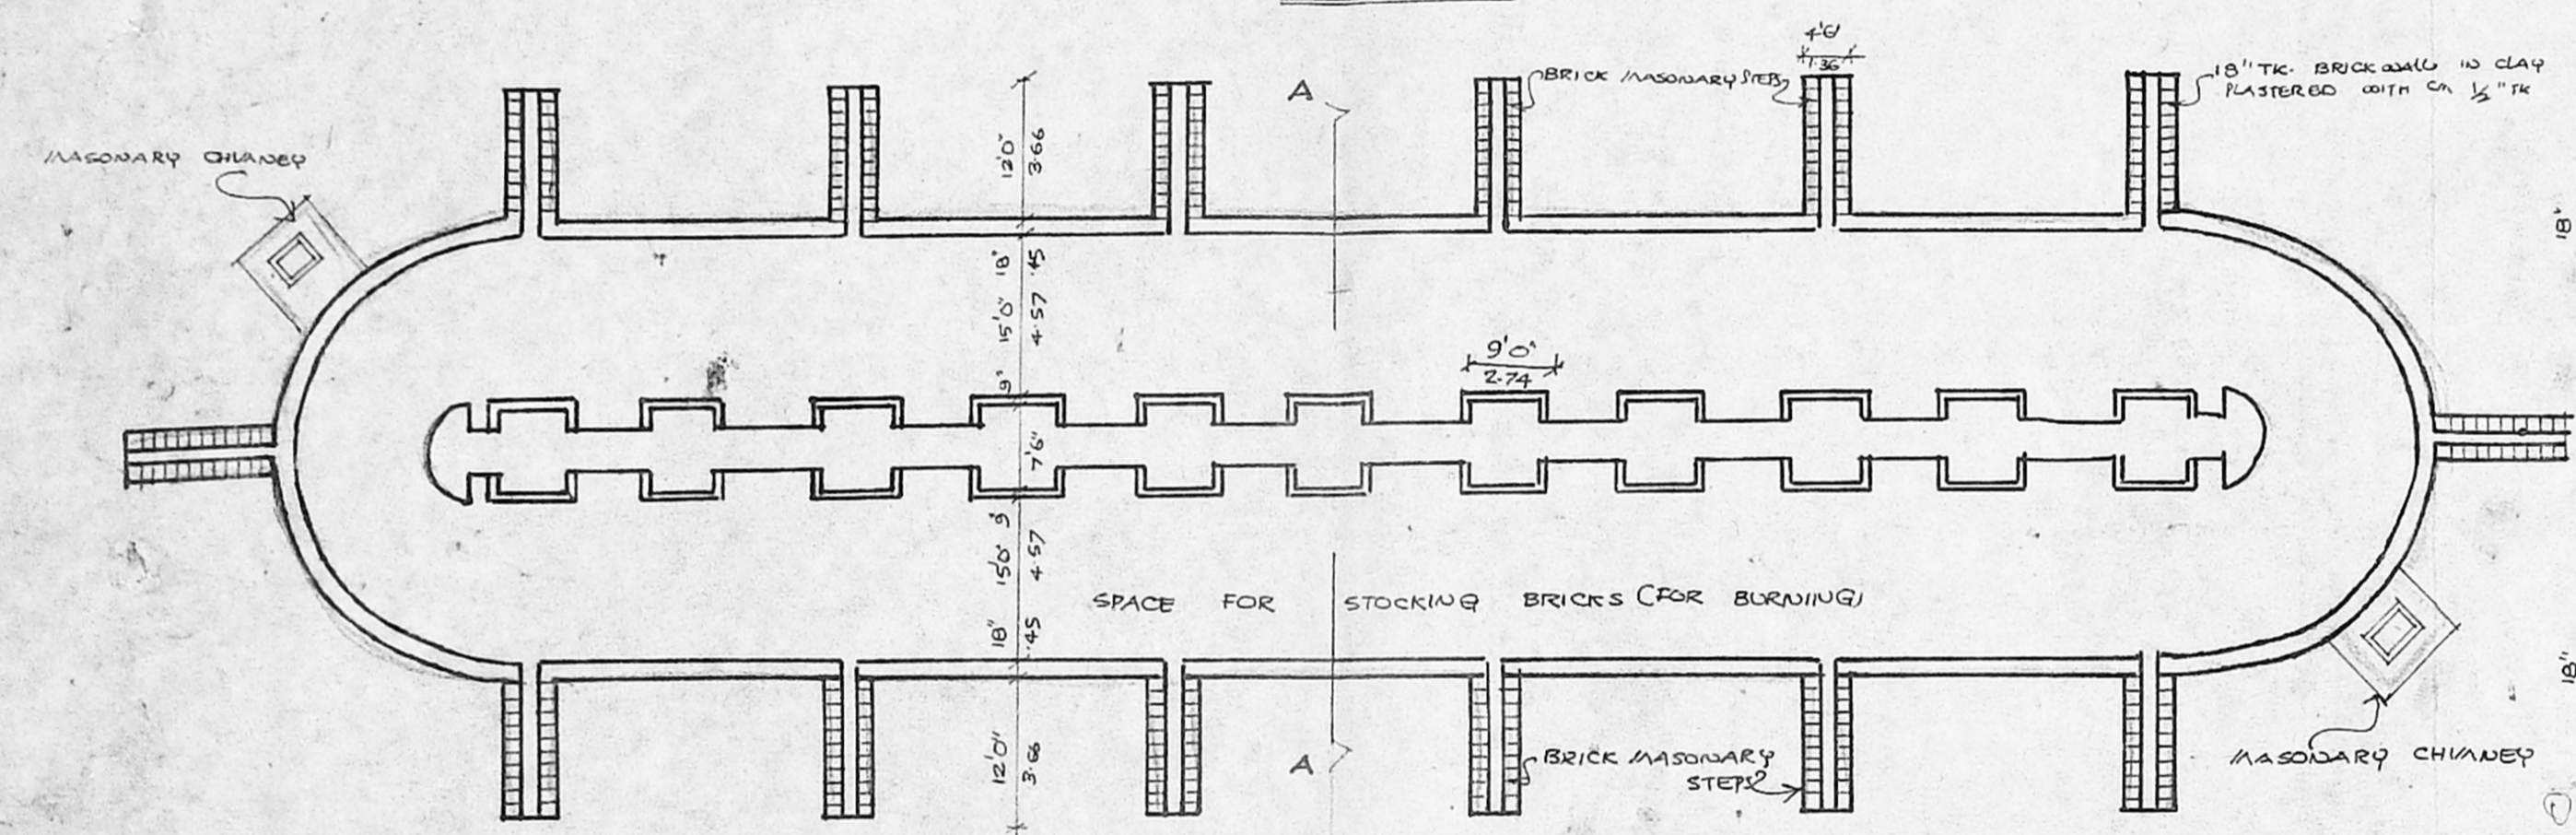 4'6"
1.36
BRICK MASONARY STEPS
18" TK. BRICK WALL IN CLAY
PLASTERED WITH CM ½" TK
A
MASONARY CHIMNEY
12'0"
3.66
18"
18"
.45
15'0"
4.57
9"
9'0"
2.74
7'6"
9"
15'0"
4.57
SPACE FOR STOCKING BRICKS (FOR BURNING)
18"
.45
18"
12'0"
3.66
A
BRICK MASONARY
STEPS
MASONARY CHIMNEY